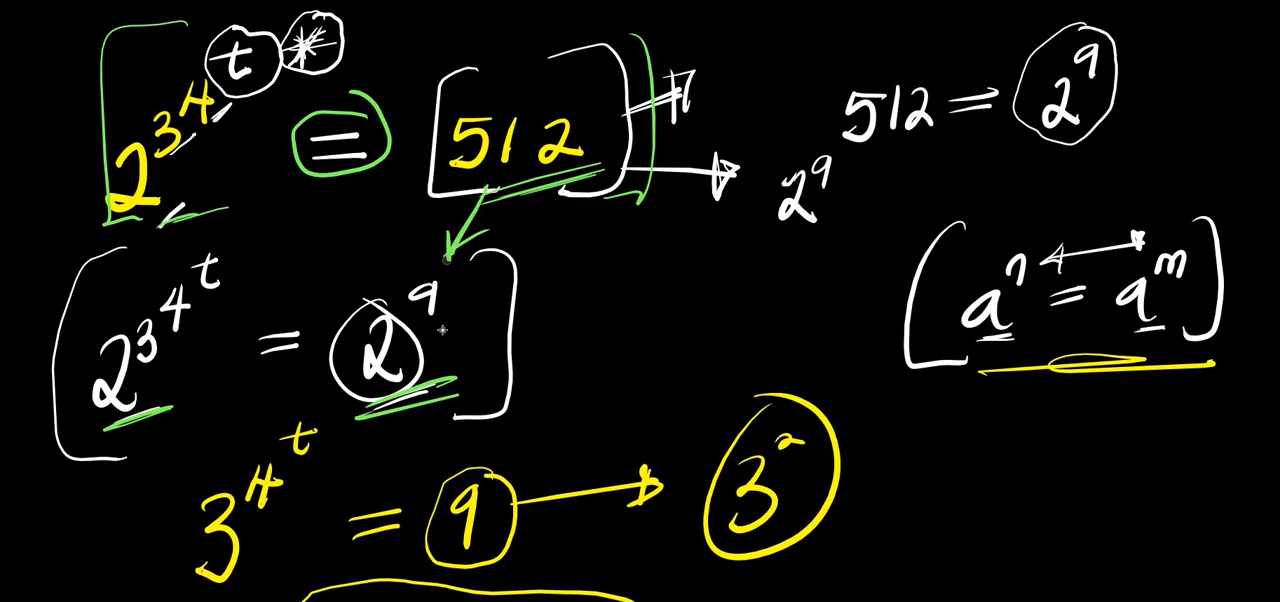 2^3^4^t = [512]
512 = 2^9
2^9
2^3^4^t = 2^9
[a^n = a^m]
3^4^t = 9 → 3^2